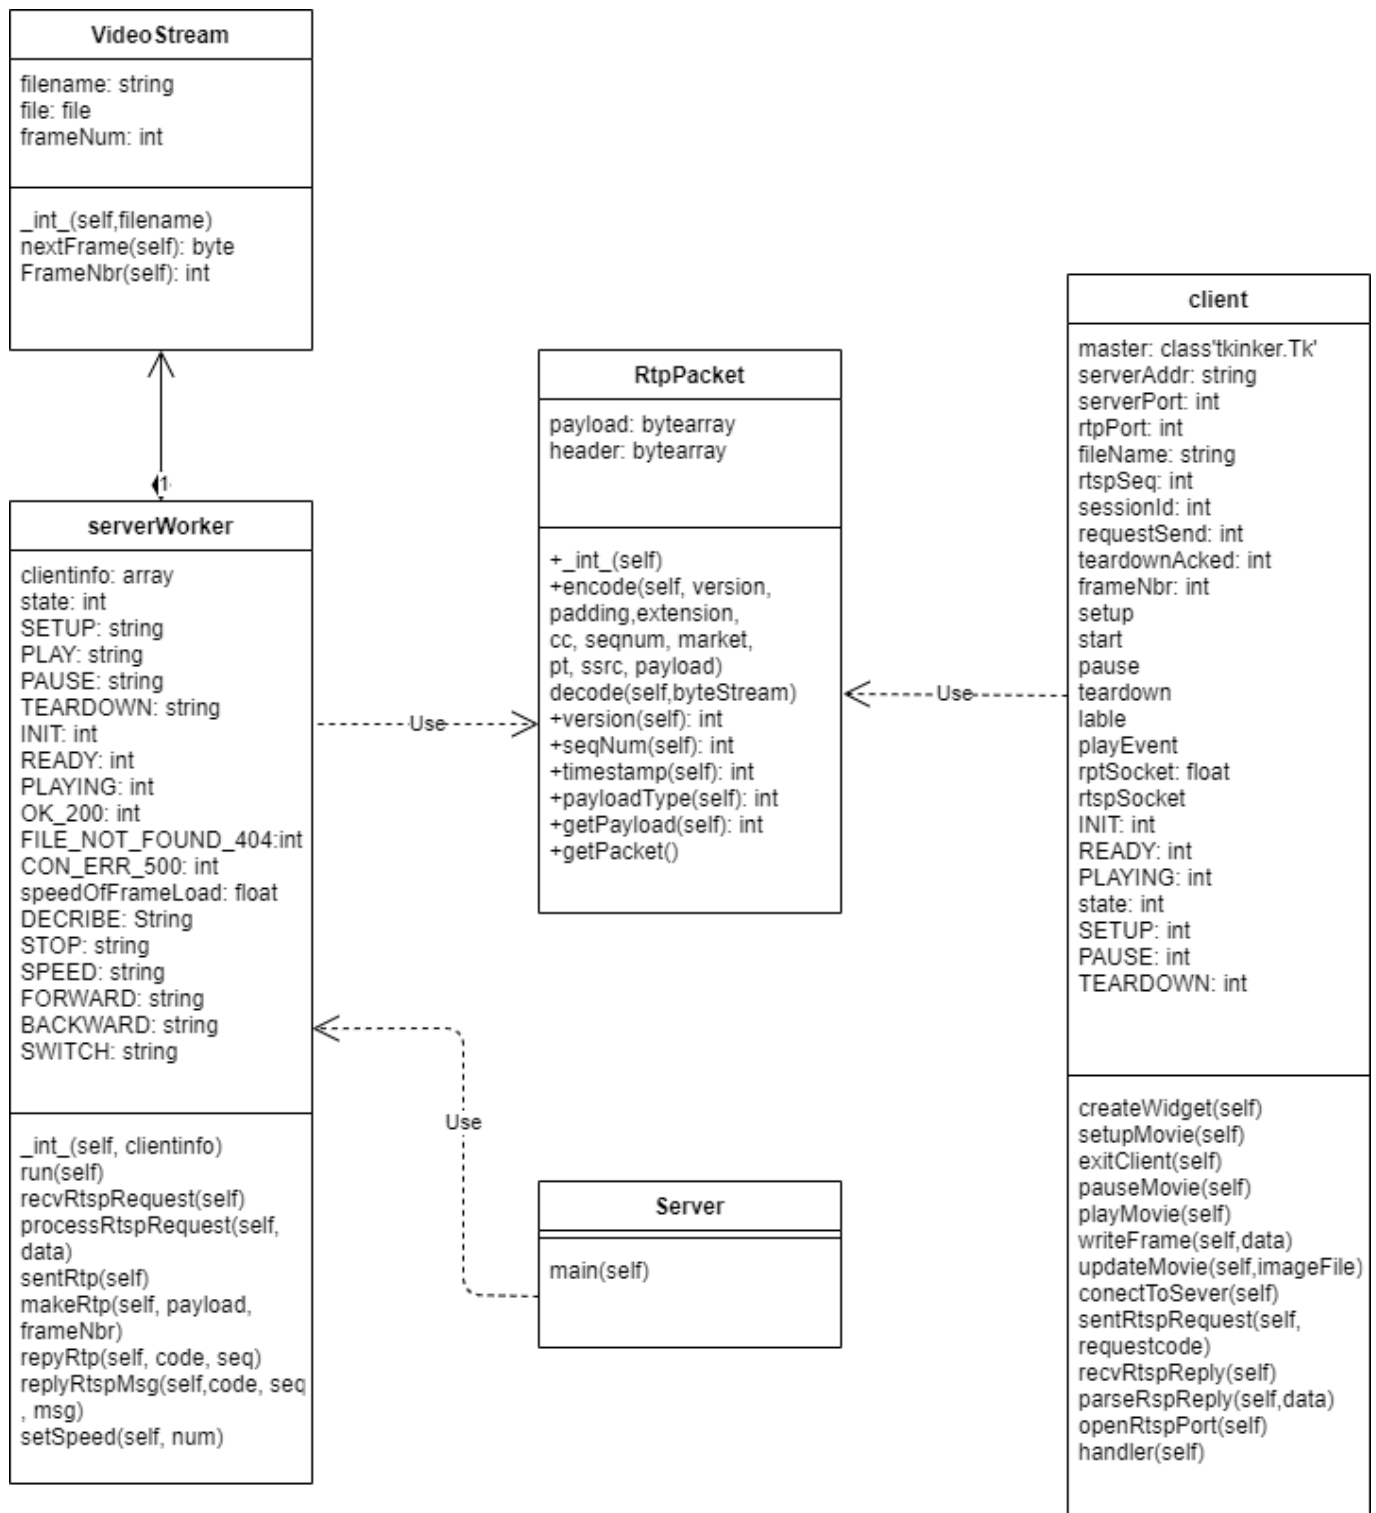 VideoStream
filename: string
file: file
frameNum: int
_int_(self,filename)
nextFrame(self): byte
FrameNbr(self): int
1
serverWorker
clientinfo: array
state: int
SETUP: string
PLAY: string
PAUSE: string
TEARDOWN: string
INIT: int
READY: int
PLAYING: int
OK_200: int
FILE_NOT_FOUND_404:int
CON_ERR_500: int
speedOfFrameLoad: float
DECRIBE: String
STOP: string
SPEED: string
FORWARD: string
BACKWARD: string
SWITCH: string
_int_(self, clientinfo)
run(self)
recvRtspRequest(self)
processRtspRequest(self,
data)
sentRtp(self)
makeRtp(self, payload,
frameNbr)
repyRtp(self, code, seq)
replyRtspMsg(self,code, seq
, msg)
setSpeed(self, num)
Use
RtpPacket
payload: bytearray
header: bytearray
+_int_(self)
+encode(self, version,
padding,extension,
cc, seqnum, market,
pt, ssrc, payload)
decode(self,byteStream)
+version(self): int
+seqNum(self): int
+timestamp(self): int
+payloadType(self): int
+getPayload(self): int
+getPacket()
Use
Server
main(self)
Use
client
master: class'tkinker.Tk'
serverAddr: string
serverPort: int
rtpPort: int
fileName: string
rtspSeq: int
sessionId: int
requestSend: int
teardownAcked: int
frameNbr: int
setup
start
pause
teardown
lable
playEvent
rptSocket: float
rtspSocket
INIT: int
READY: int
PLAYING: int
state: int
SETUP: int
PAUSE: int
TEARDOWN: int
createWidget(self)
setupMovie(self)
exitClient(self)
pauseMovie(self)
playMovie(self)
writeFrame(self,data)
updateMovie(self,imageFile)
conectToSever(self)
sentRtspRequest(self,
requestcode)
recvRtspReply(self)
parseRspReply(self,data)
openRtspPort(self)
handler(self)